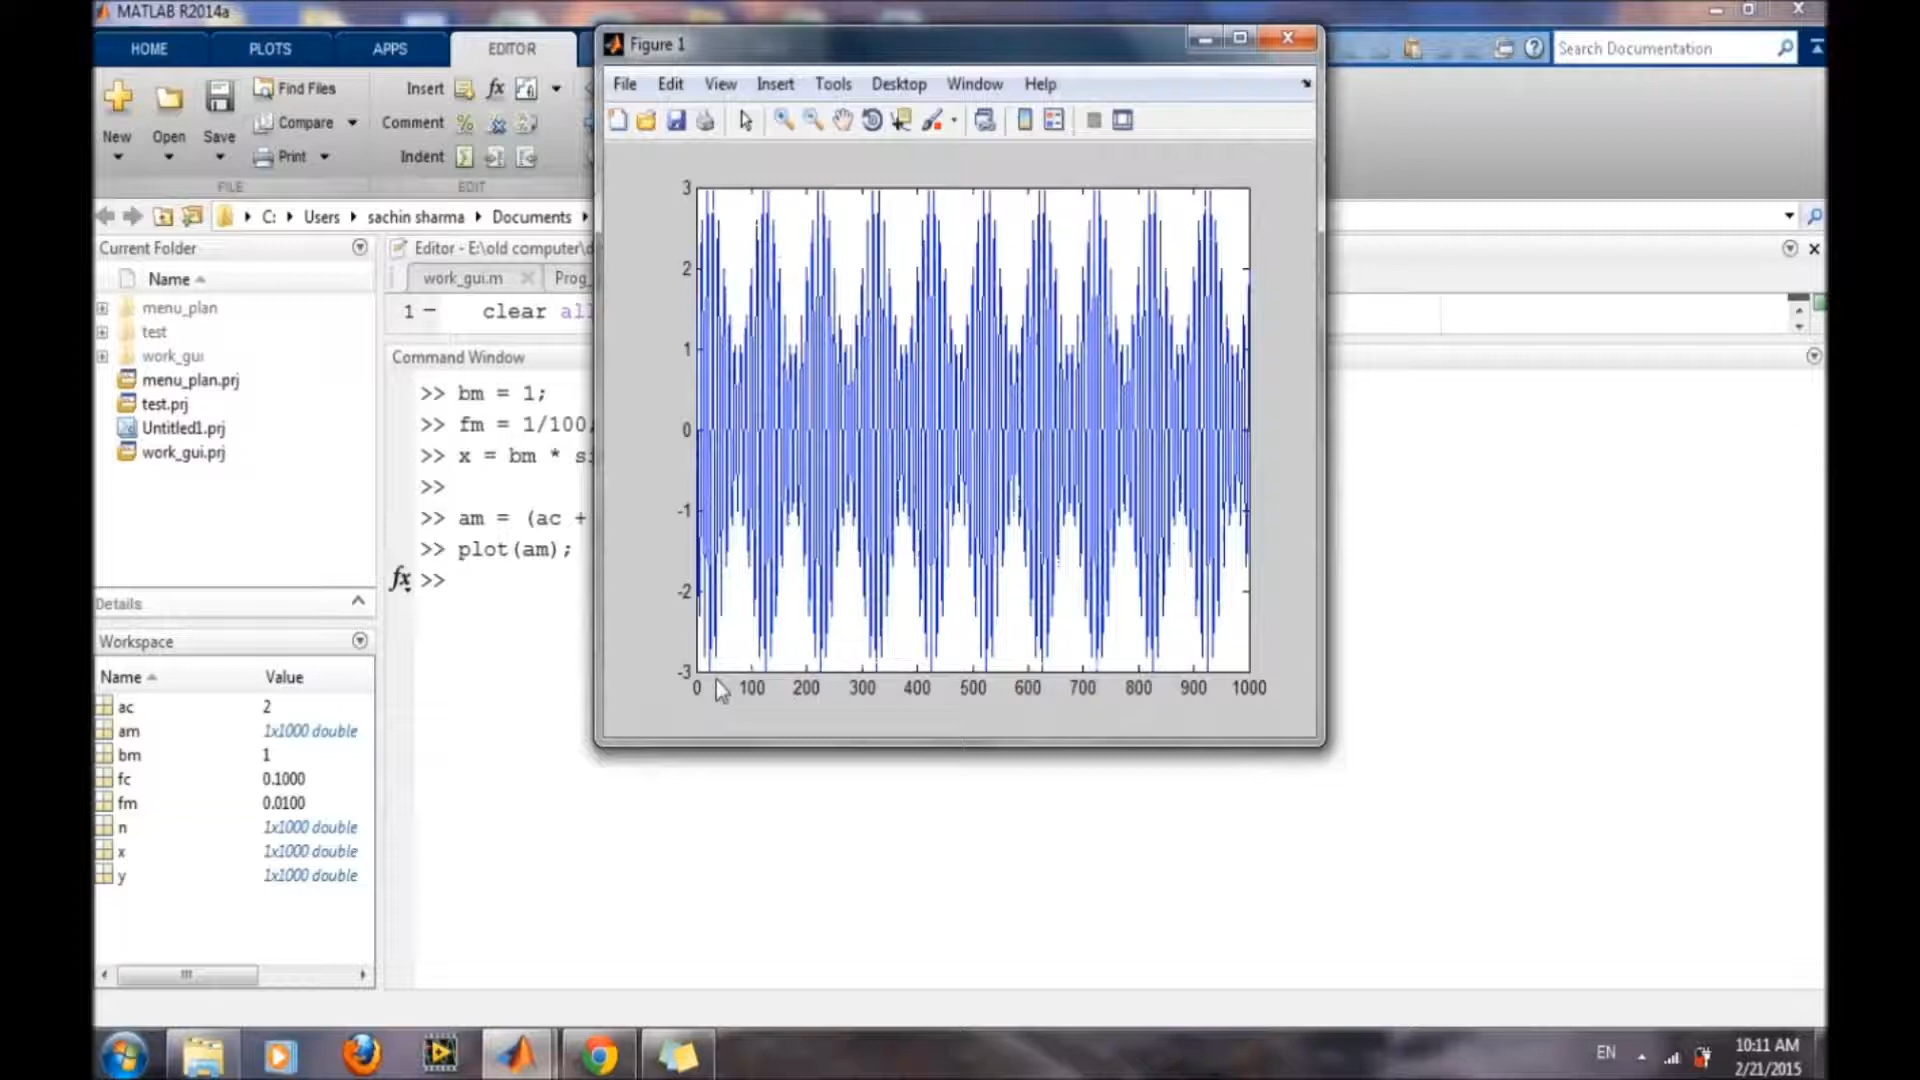 MATLAB R2014a
HOME
PLOTS
APPS
EDITOR
Search Documentation
New
Open
Save
Find Files
Compare
Print
FILE
Insert
fx
Comment
Indent
EDIT
Figure 1
File Edit View Insert Tools Desktop Window Help
C: Users sachin sharma Documents
Current Folder
Name
menu_plan
test
work_gui
menu_plan.prj
test.prj
Untitled1.prj
work_gui.prj
Details
Workspace
Name Value
ac 2
am 1x1000 double
bm 1
fc 0.1000
fm 0.0100
n 1x1000 double
x 1x1000 double
y 1x1000 double
Editor - E:\old computer\d
work_gui.m
Prog_
1 - clear all
Command Window
>> bm = 1;
>> fm = 1/100;
>> x = bm * si
>>
>> am = (ac +
>> plot(am);
fx >>
3
2
1
0
-1
-2
-3
0 100 200 300 400 500 600 700 800 900 1000
EN
10:11 AM
2/21/2015